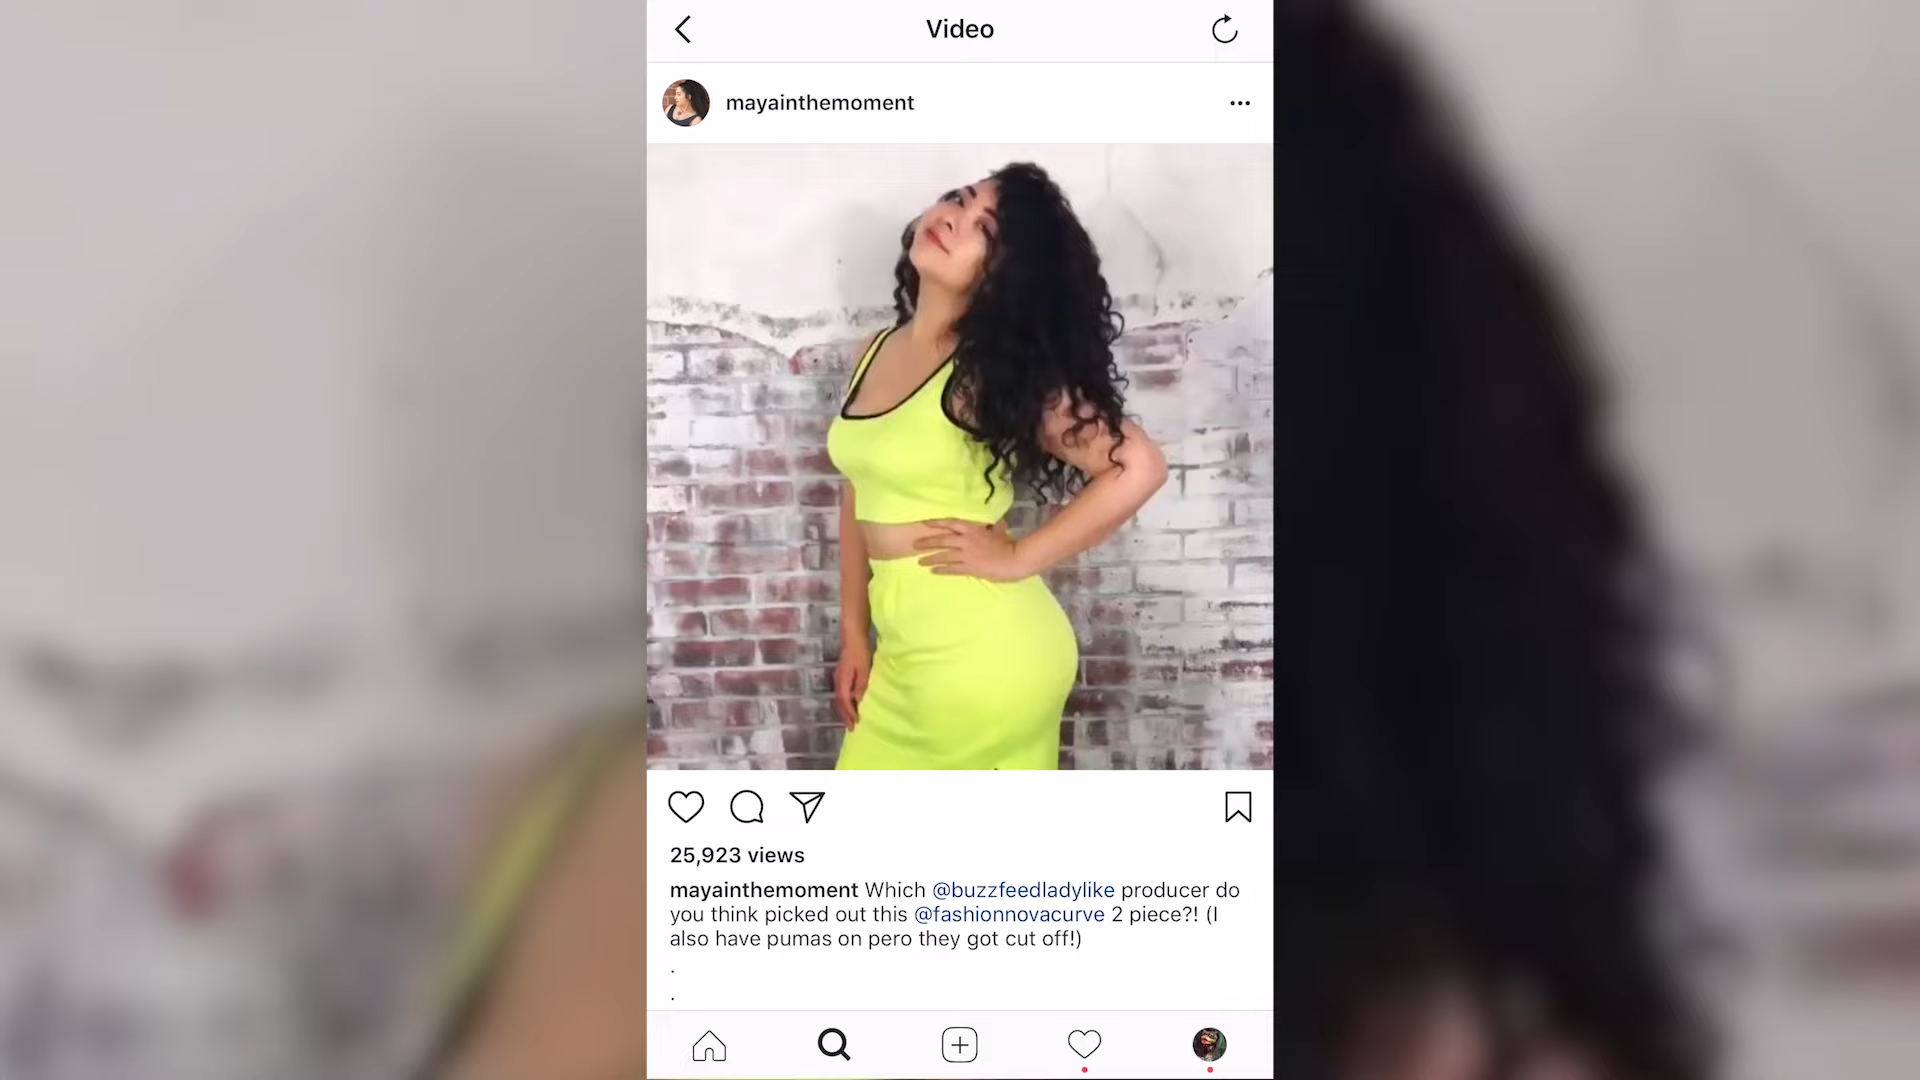 Video
mayainthemoment
25,923 views
mayainthemoment Which @buzzfeedladylike producer do
you think picked out this @fashionnovacurve 2 piece?! (I
also have pumas on pero they got cut off!)
.
.